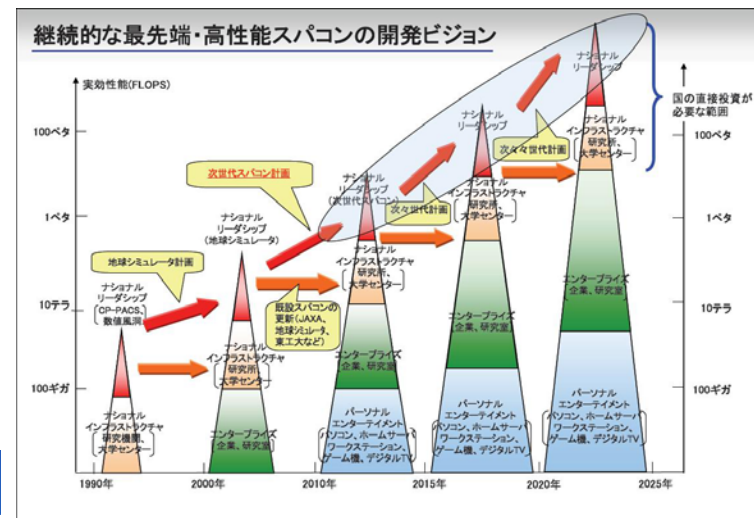 継続的な最先端・高性能スパコンの開発ビジョン
実効性能(FLOPS)
100ペタ
1ペタ
10テラ
100ギガ
国の直接投資が
必要な範囲
100ペタ
1ペタ
10テラ
100ギガ
地球シミュレータ計画
次世代スパコン計画
次々世代計画
次々々世代計画
既設スパコンの
更新(JAXA、
地球シミュレータ、
東工大など)
ナショナル
リーダシップ
CP-PACS、
数値風洞
ナショナル
インフラストラクチャ
研究機関、
大学センター
ナショナル
リーダシップ
(地球シミュレータ)
ナショナル
インフラストラクチャ
研究所、
大学センター
エンタープライズ
企業、研究室
ナショナル
リーダシップ
(次世代スパコン)
ナショナル
インフラストラクチャ
研究所、
大学センター
エンタープライズ
企業、研究室
パーソナル
エンターテイメント
パソコン、ホームサーバ
ワークステーション、
ゲーム機、デジタルTV
ナショナル
リーダシップ
ナショナル
インフラストラクチャ
研究所、
大学センター
エンタープライズ
企業、研究室
パーソナル
エンターテイメント
パソコン、ホームサーバ
ワークステーション、
ゲーム機、デジタルTV
ナショナル
リーダシップ
ナショナル
インフラストラクチャ
研究所、
大学センター
エンタープライズ
企業、研究室
パーソナル
エンターテイメント
パソコン、ホームサーバ
ワークステーション、
ゲーム機、デジタルTV
1990年
2000年
2010年
2015年
2020年
2025年